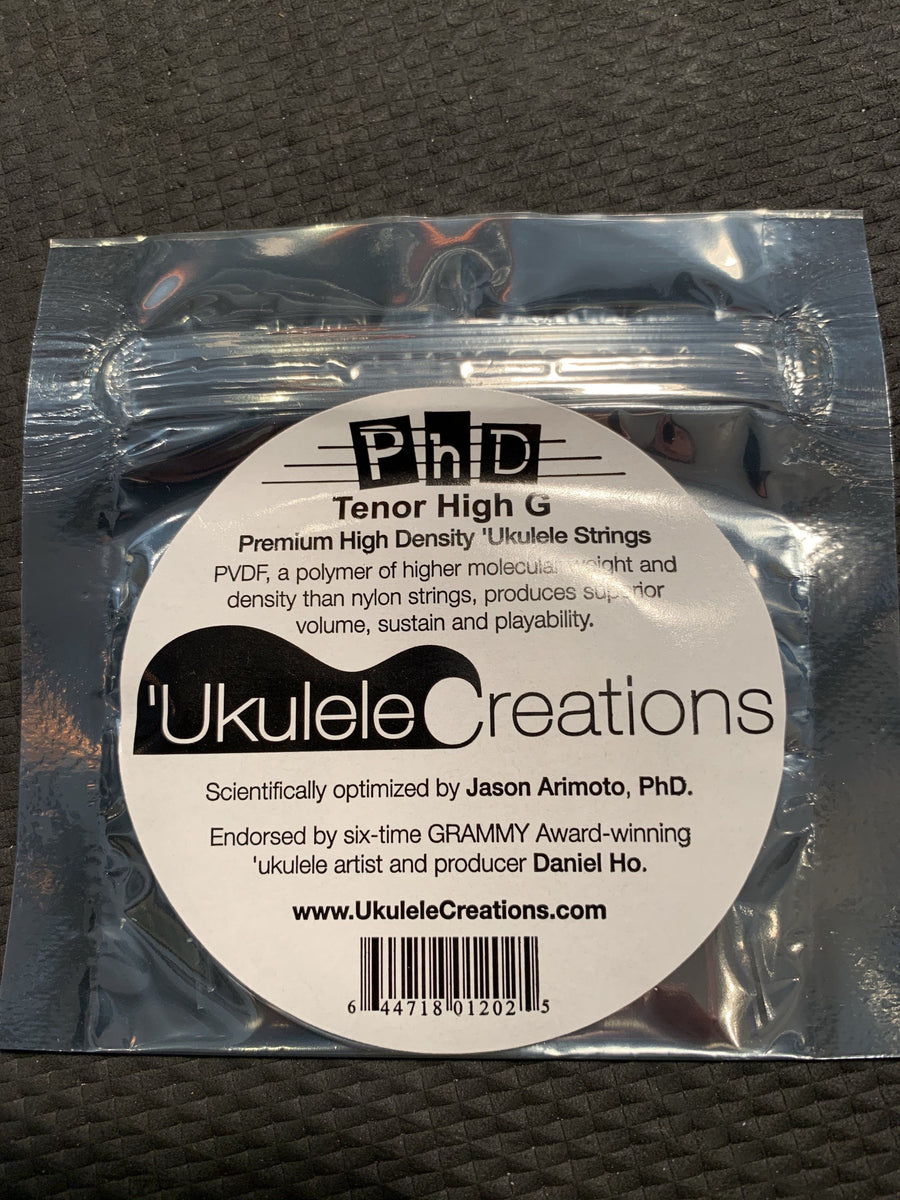 PhD
Tenor High G
Premium High Density 'Ukulele Strings
PVDF, a polymer of higher molecular weight and
density than nylon strings, produces superior
volume, sustain and playability.
'UkuleleCreations
Scientifically optimized by Jason Arimoto, PhD.
Endorsed by six-time GRAMMY Award-winning
'ukulele artist and producer Daniel Ho.
www.UkuleleCreations.com
6 44718 01202 5